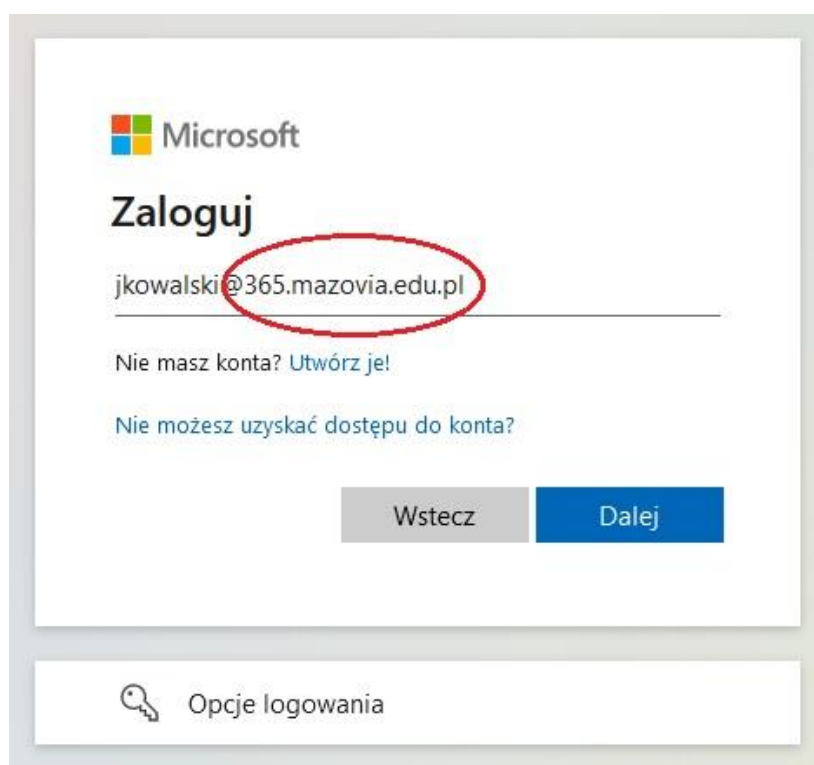 Microsoft
Zaloguj
jkowalski@365.mazovia.edu.pl
Nie masz konta? Utwórz je!
Nie możesz uzyskać dostępu do konta?
Wstecz Dalej
Opcje logowania